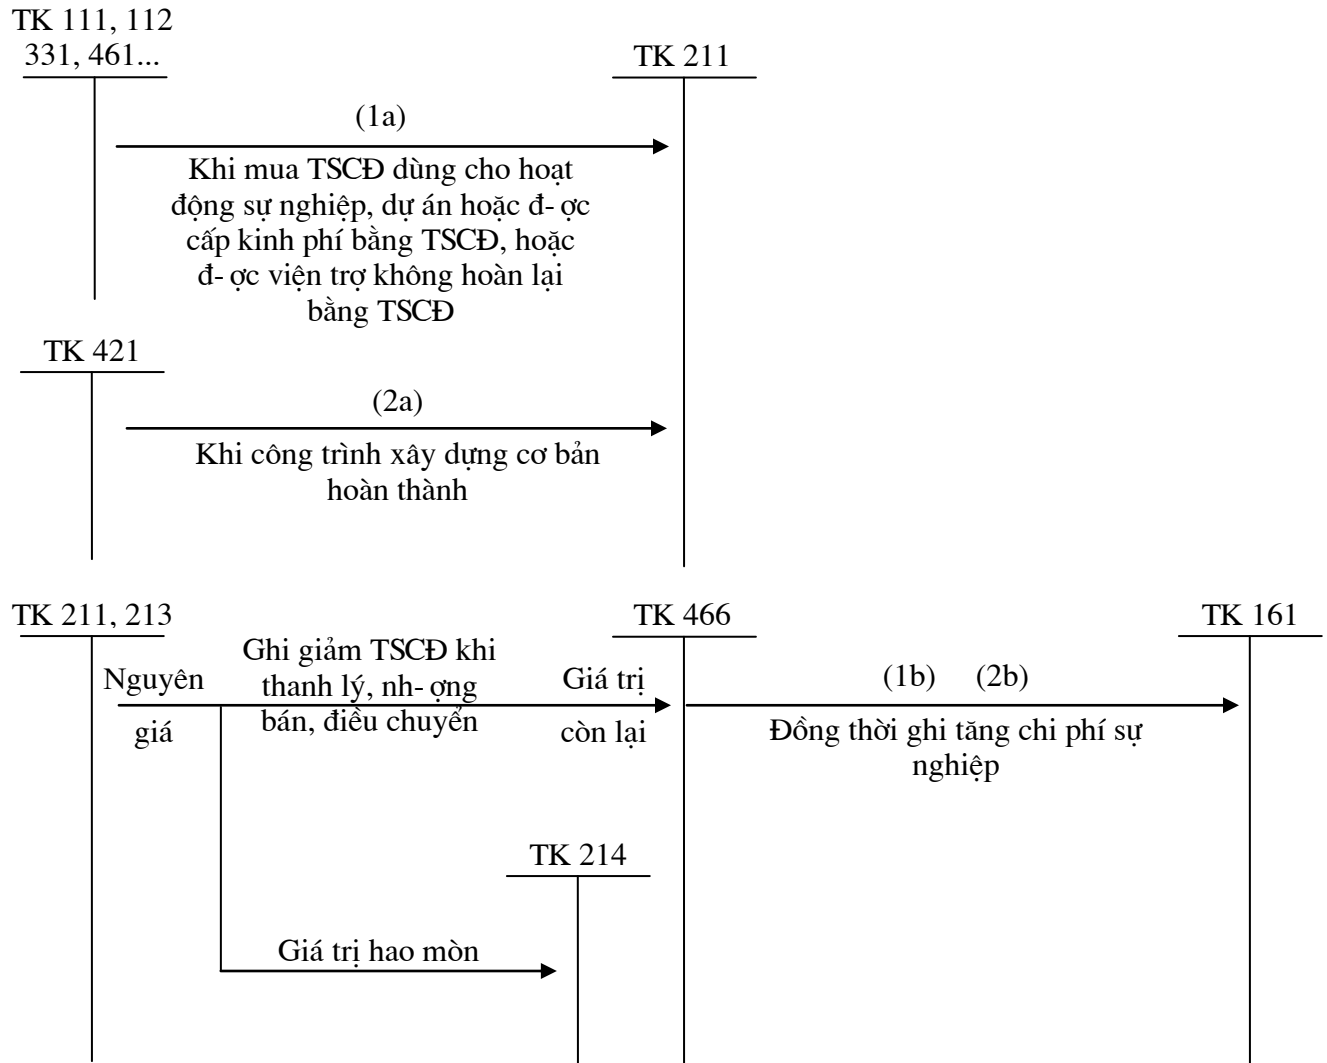 TK 111, 112
331, 461...
TK 211
(1a)
Khi mua TSCĐ dùng cho hoạt
động sự nghiệp, dự án hoặc đ- ợc
cấp kinh phí bằng TSCĐ, hoặc
đ- ợc viện trợ không hoàn lại
bằng TSCĐ
TK 421
(2a)
Khi công trình xây dựng cơ bản
hoàn thành
TK 211, 213
TK 466
TK 161
Nguyên
giá
Ghi giảm TSCĐ khi
thanh lý, nh- ợng
bán, điều chuyển
Giá trị
còn lại
(1b) (2b)
Đồng thời ghi tăng chi phí sự
nghiệp
TK 214
Giá trị hao mòn